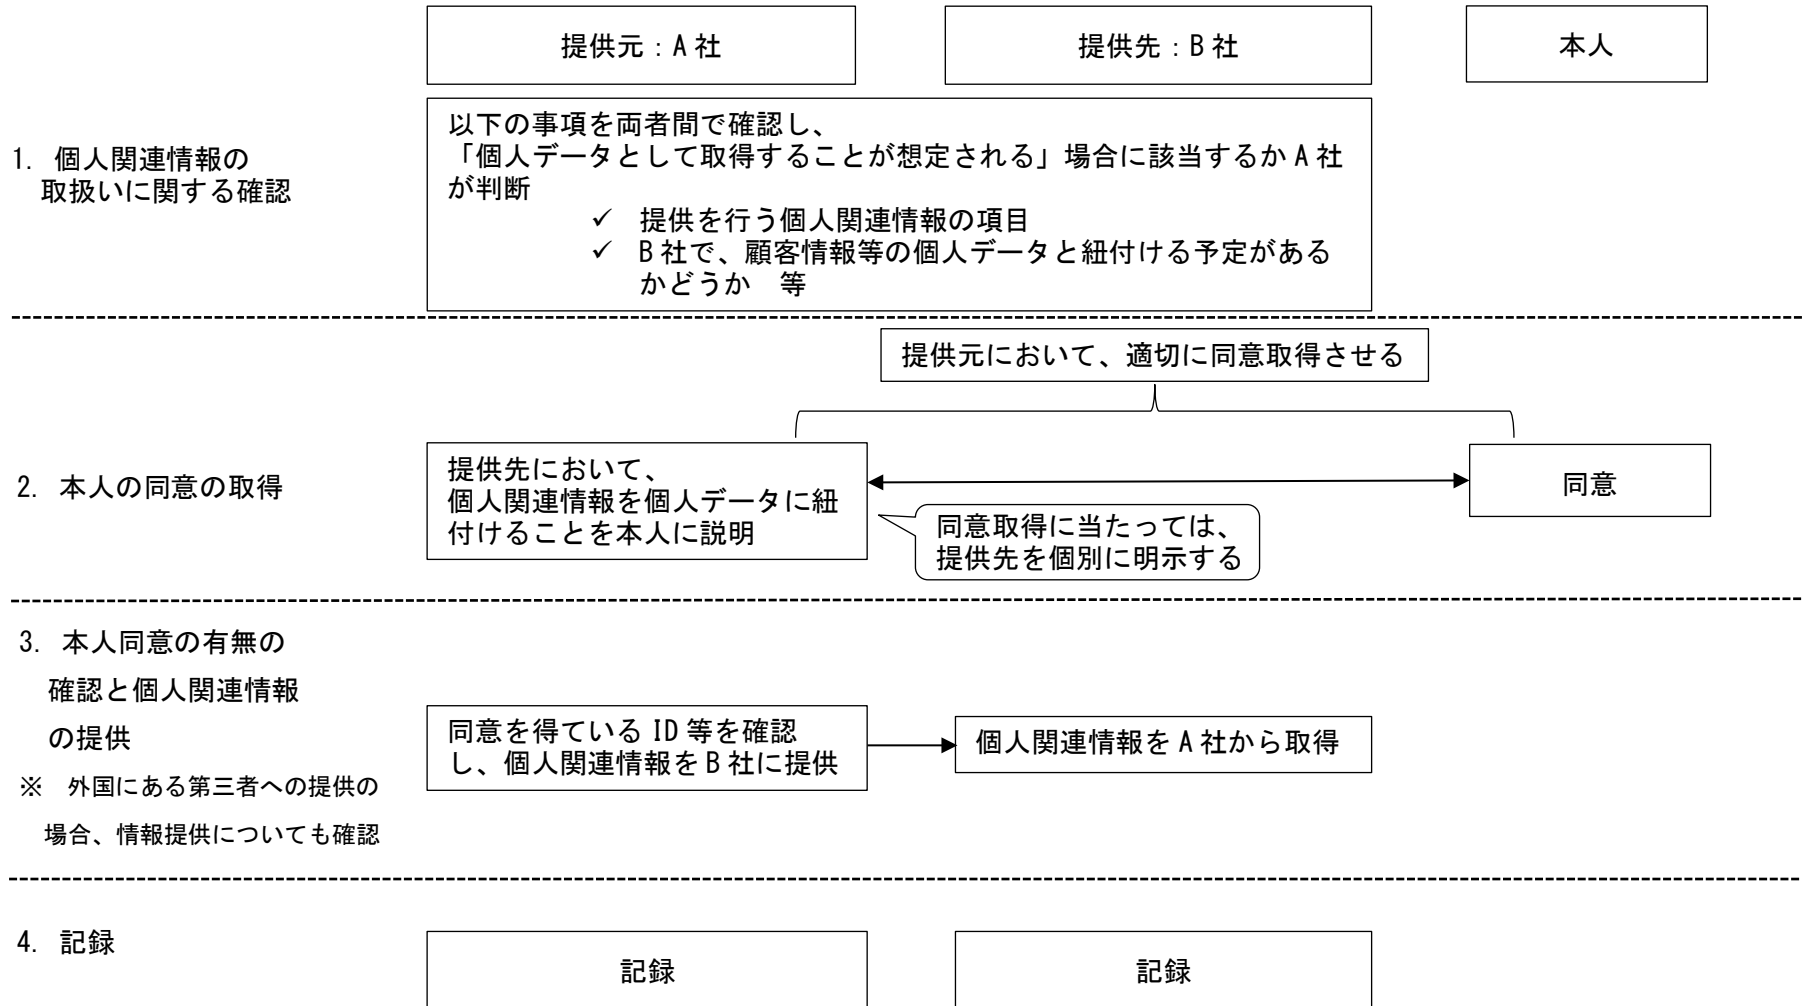 提供元：A社
提供先：B社
本人
1. 個人関連情報の
取扱いに関する確認
以下の事項を両者間で確認し、
「個人データとして取得することが想定される」場合に該当するか A 社
が判断
✓ 提供を行う個人関連情報の項目
✓ B 社で、顧客情報等の個人データと紐付ける予定がある
かどうか 等
提供元において、適切に同意取得させる
2. 本人の同意の取得
提供先において、
個人関連情報を個人データに紐
付けることを本人に説明
同意
同意取得に当たっては、
提供先を個別に明示する
3. 本人同意の有無の
確認と個人関連情報
の提供
※ 外国にある第三者への提供の
場合、情報提供についても確認
同意を得ている ID 等を確認
し、個人関連情報を B 社に提供
個人関連情報を A 社から取得
4. 記録
記録
記録